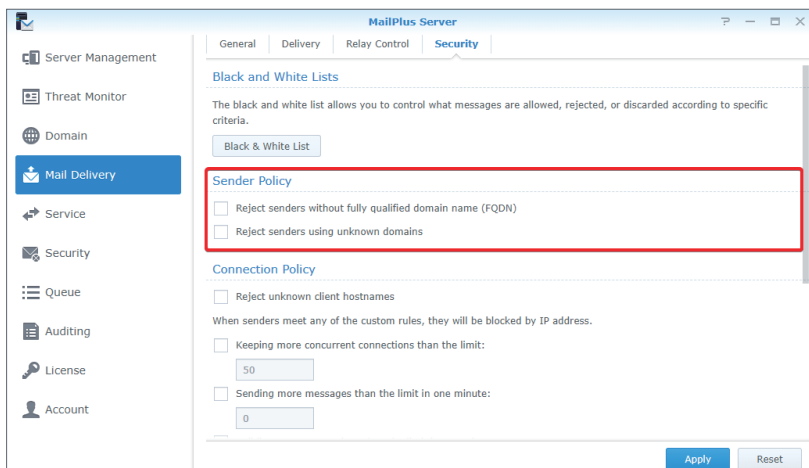 MailPlus Server
General Delivery Relay Control Security
Server Management
Threat Monitor
Domain
Mail Delivery
Service
Security
Queue
Auditing
License
Account
Black and White Lists
The black and white list allows you to control what messages are allowed, rejected, or discarded according to specific
criteria.
Black & White List
Sender Policy
Reject senders without fully qualified domain name (FQDN)
Reject senders using unknown domains
Connection Policy
Reject unknown client hostnames
When senders meet any of the custom rules, they will be blocked by IP address.
Keeping more concurrent connections than the limit:
50
Sending more messages than the limit in one minute:
0
Apply Reset